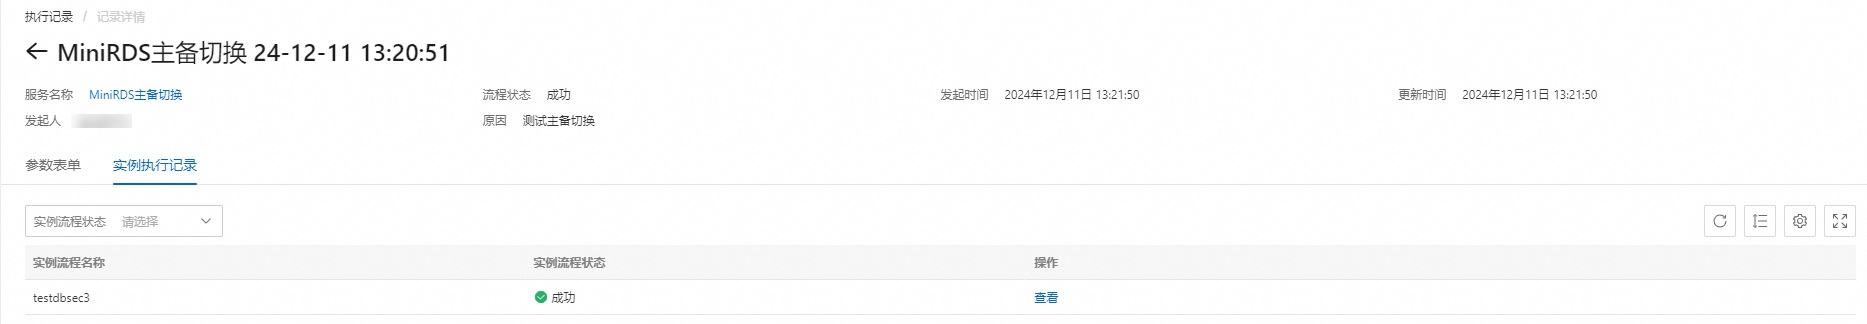 执行记录 / 记录详情
MiniRDS主备切换 24-12-11 13:20:51
服务名称 MiniRDS主备切换 流程状态 成功 发起时间 2024年12月11日 13:21:50 更新时间 2024年12月11日 13:21:50
发起人 原因 测试主备切换
参数表单 实例执行记录
实例流程状态 请选择
实例流程名称 实例流程状态 操作
testdbsec3 成功 查看